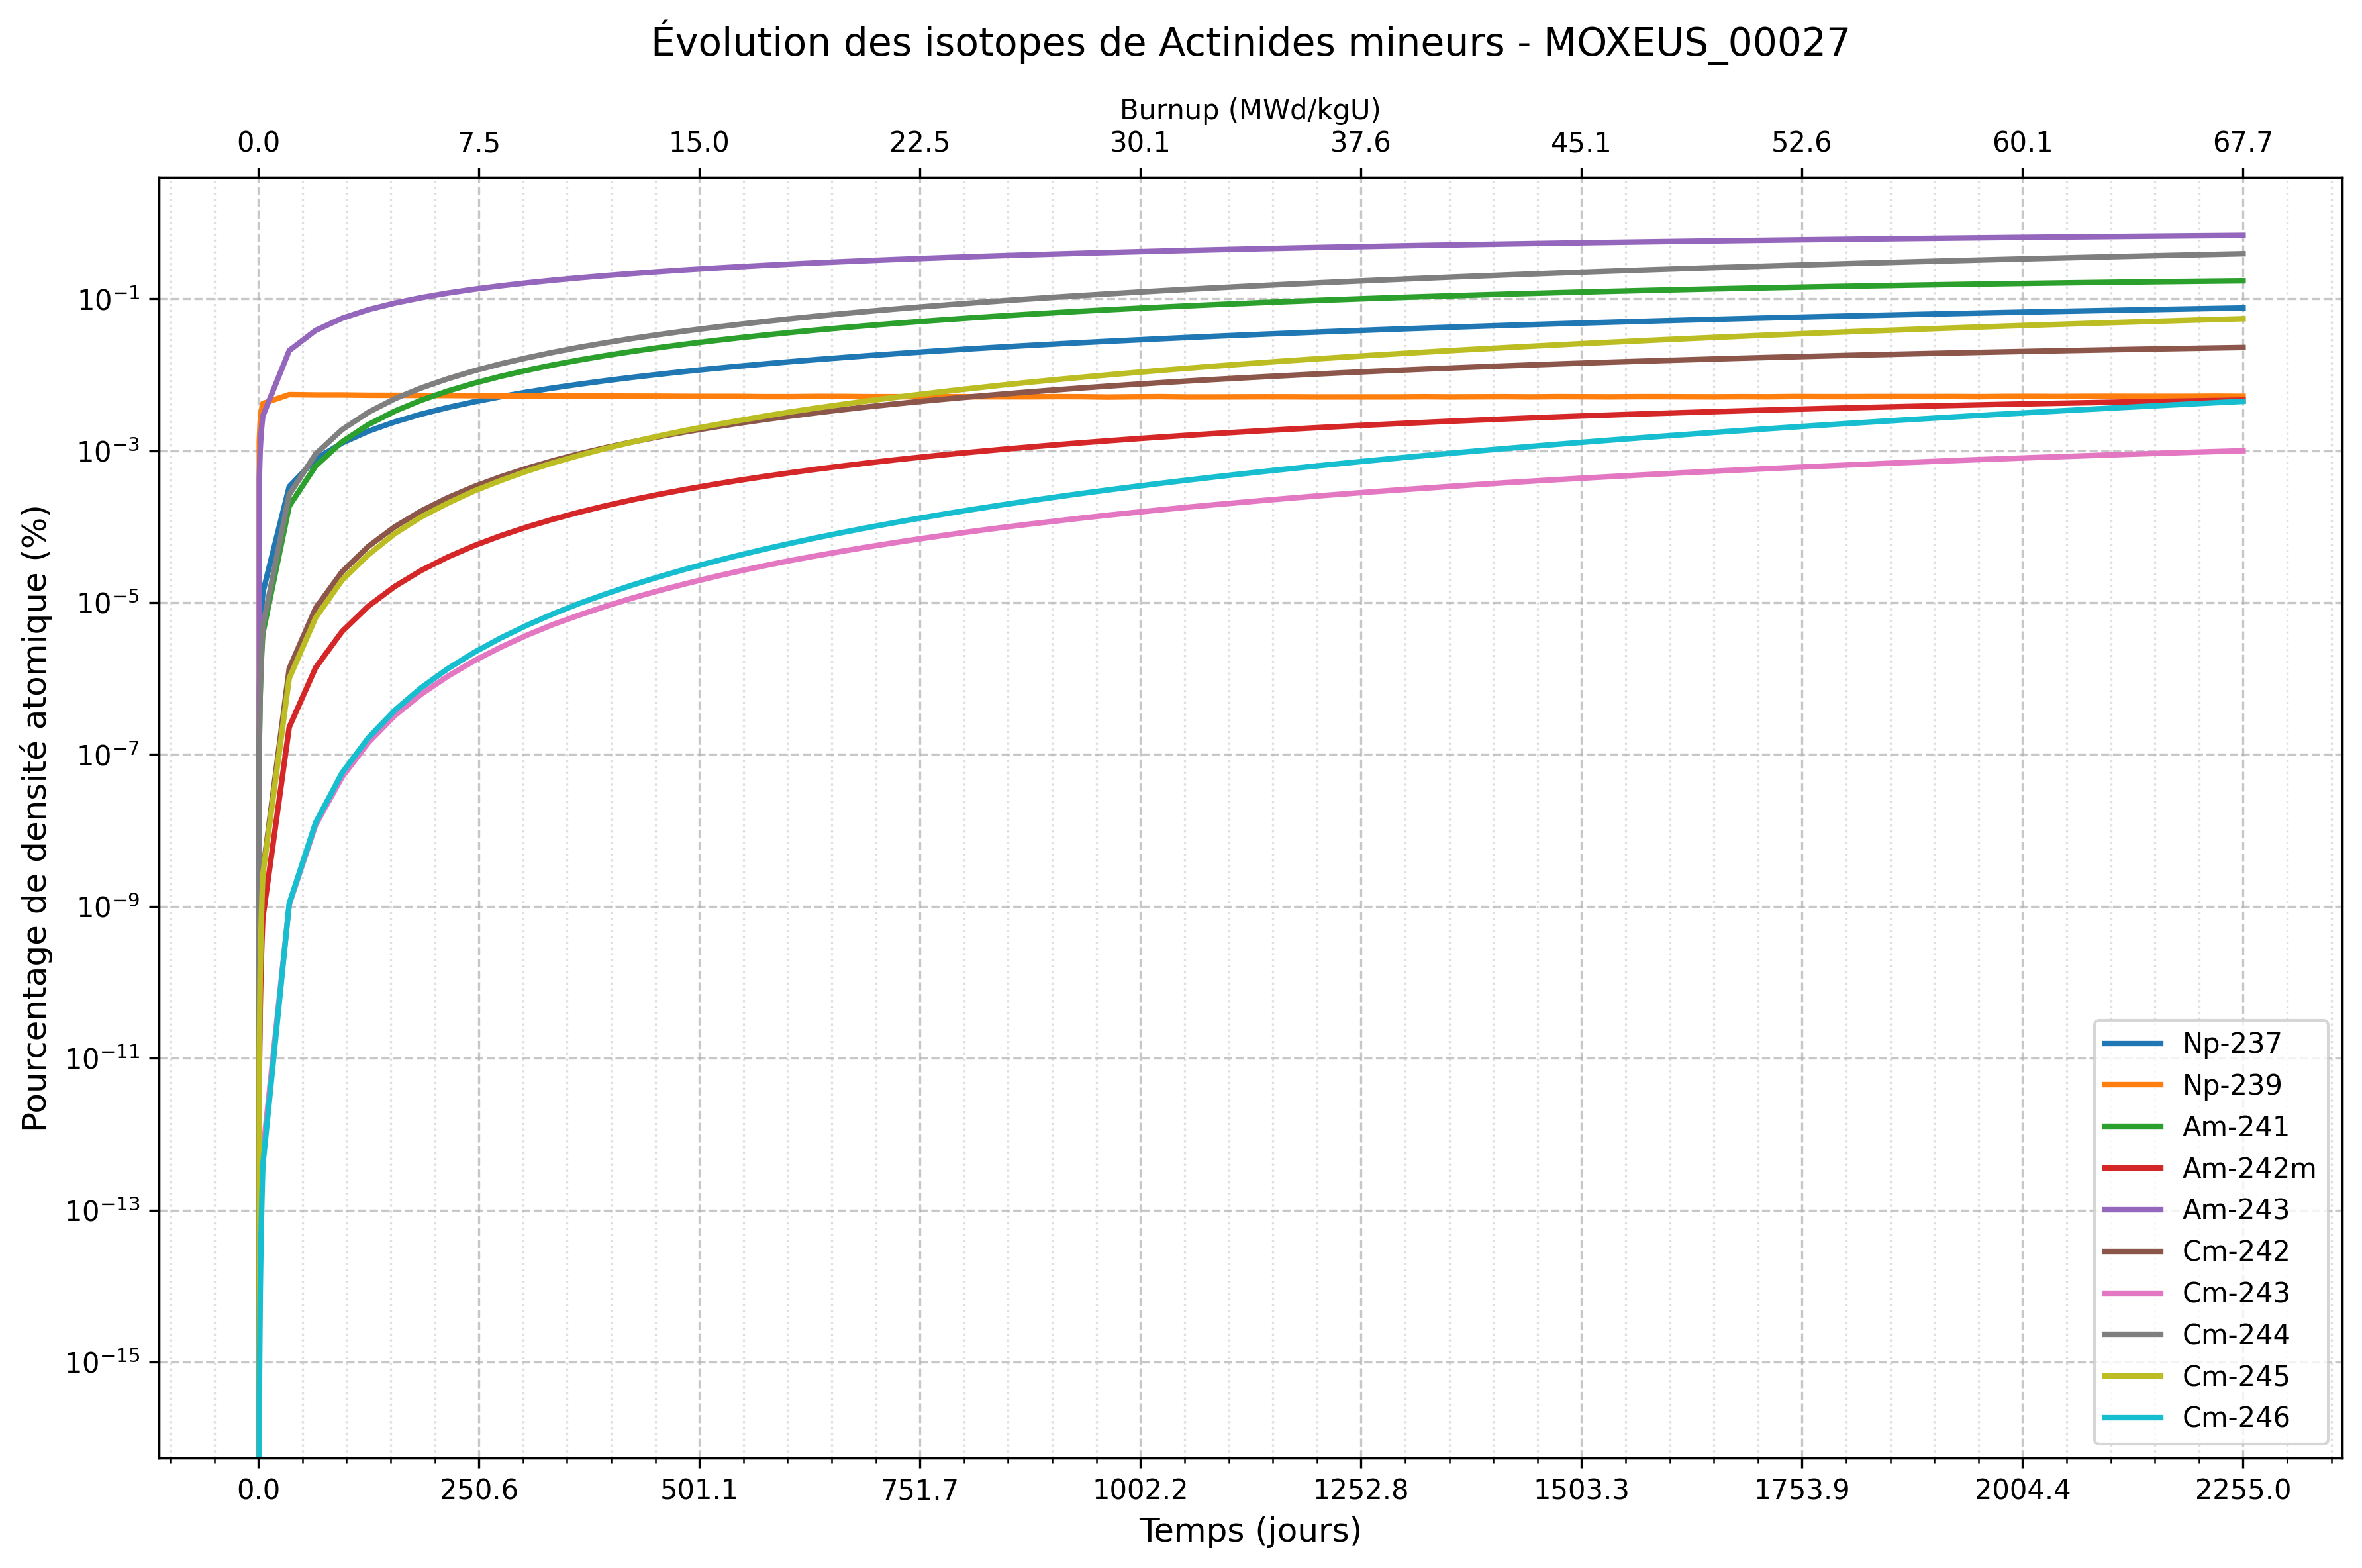 Évolution des isotopes de Actinides mineurs - MOXEUS_00027
Burnup (MWd/kgU)
0.0 7.5 15.0 22.5 30.1 37.6 45.1 52.6 60.1 67.7
Pourcentage de densité atomique (%)
10⁻¹
10⁻³
10⁻⁵
10⁻⁷
10⁻⁹
10⁻¹¹
10⁻¹³
10⁻¹⁵
Np-237
Np-239
Am-241
Am-242m
Am-243
Cm-242
Cm-243
Cm-244
Cm-245
Cm-246
0.0 250.6 501.1 751.7 1002.2 1252.8 1503.3 1753.9 2004.4 2255.0
Temps (jours)